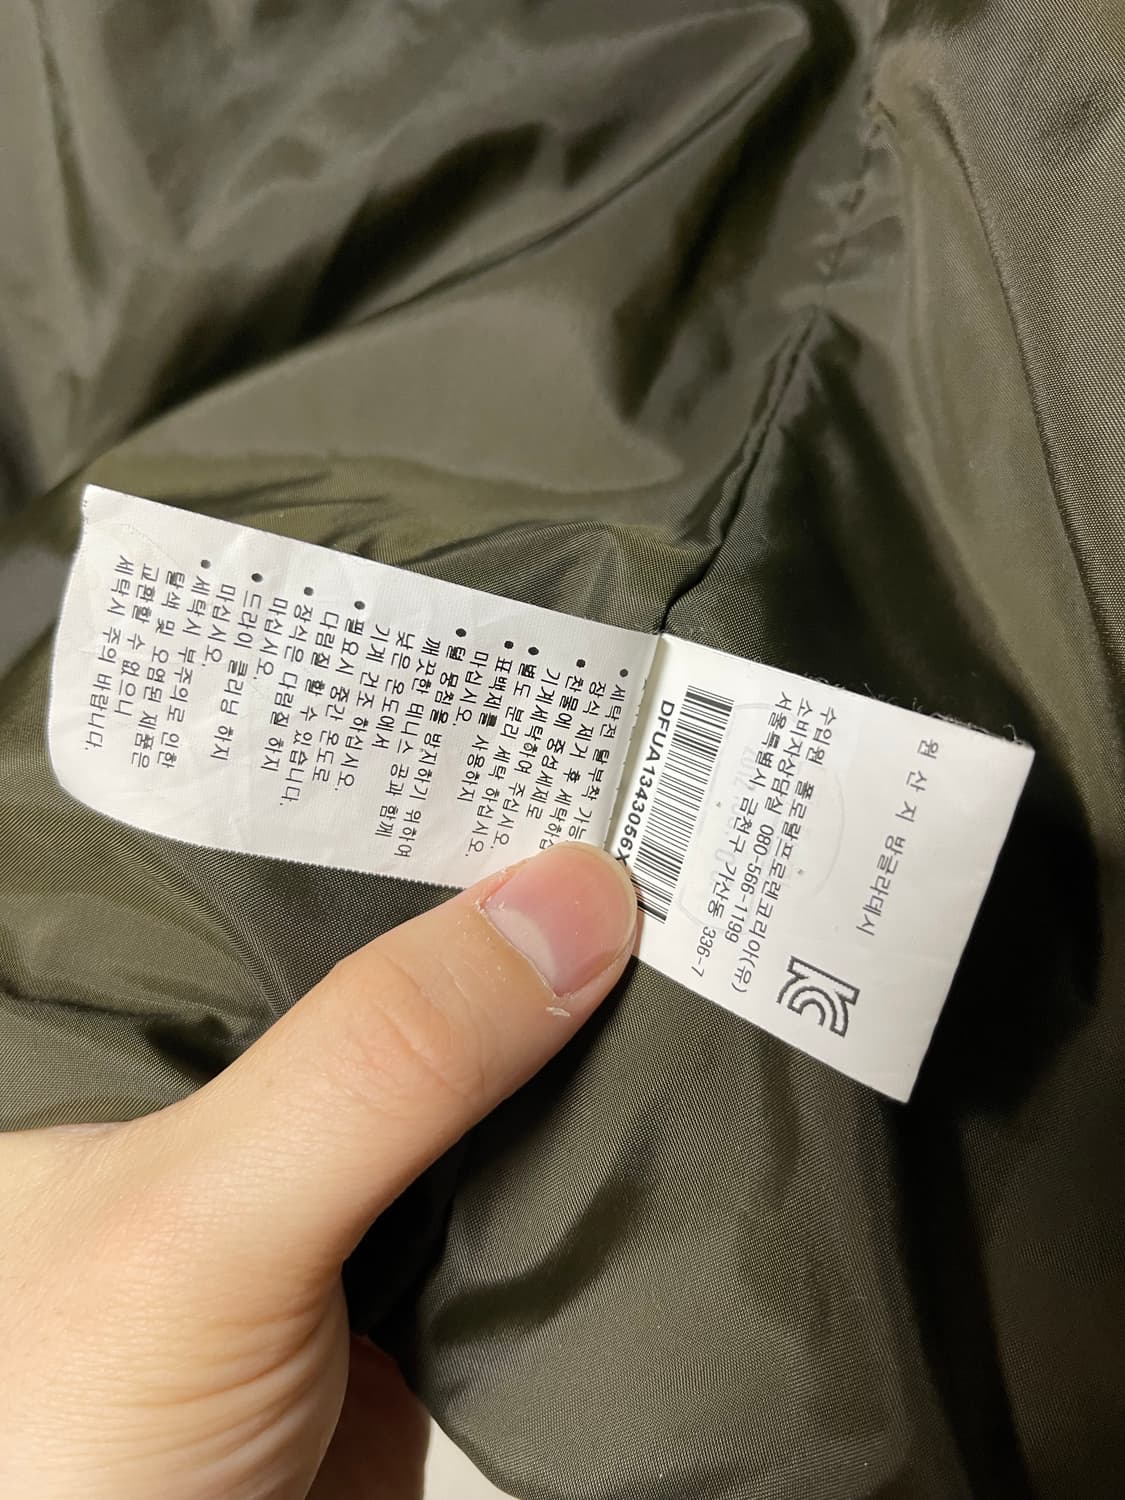 원 산 지 방글라데시
수입원 폴로랄프로렌코리아(유)
소비자상담실 080-566-1199
서울특별시 금천구 가산동 336-7
DFUA1343056X
• 세탁전 탈부착 가능
장식 제거 후 세탁하십
• 찬물에 중성세제로
기계세탁하여 주십시오
• 별도 분리 세탁 하십시오.
• 표백제를 사용하지
마십시오.
• 털 뭉침을 방지하기 위하여
깨끗한 테니스 공과 함께
낮은 온도에서
기계 건조 하십시오.
• 필요시 중간 온도로
다림질 할 수 있습니다.
• 장식은 다림질 하지
마십시오.
• 드라이 클리닝 하지
마십시오.
• 세탁시 부주의로 인한
탈색 및 오염된 제품은
교환할 수 없으니
세탁시 주의 바랍니다.